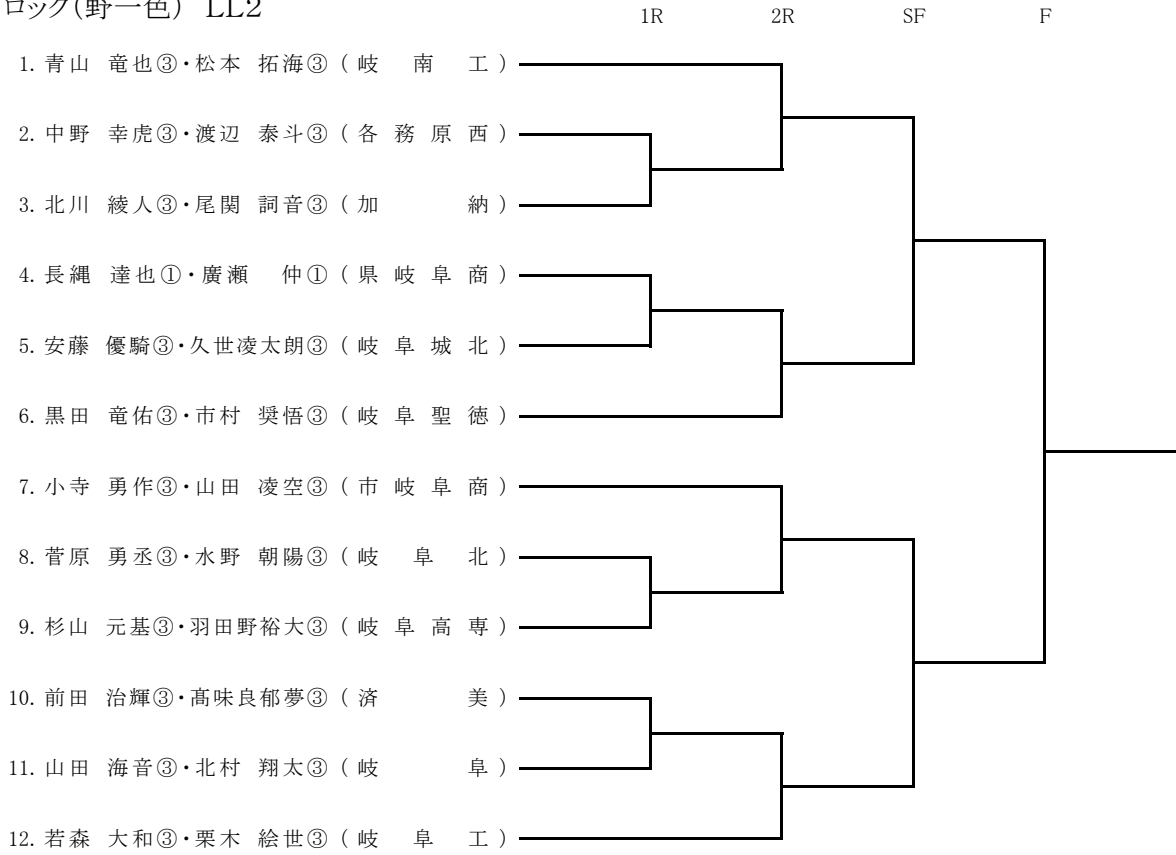 ロック(野一色) LL2
1R 2R SF F
1. 青山 竜也③・松本 拓海③ ( 岐 南 工 )
2. 中野 幸虎③・渡辺 泰斗③ ( 各 務 原 西 )
3. 北川 綾人③・尾関 詞音③ ( 加 納 )
4. 長縄 達也①・廣瀬 仲① ( 県 岐 阜 商 )
5. 安藤 優騎③・久世凌太朗③ ( 岐 阜 城 北 )
6. 黒田 竜佑③・市村 奨悟③ ( 岐 阜 聖 徳 )
7. 小寺 勇作③・山田 凌空③ ( 市 岐 阜 商 )
8. 菅原 勇丞③・水野 朝陽③ ( 岐 阜 北 )
9. 杉山 元基③・羽田野裕大③ ( 岐 阜 高 専 )
10. 前田 治輝③・髙味良郁夢③ ( 済 美 )
11. 山田 海音③・北村 翔太③ ( 岐 阜 )
12. 若森 大和③・栗木 絵世③ ( 岐 阜 工 )